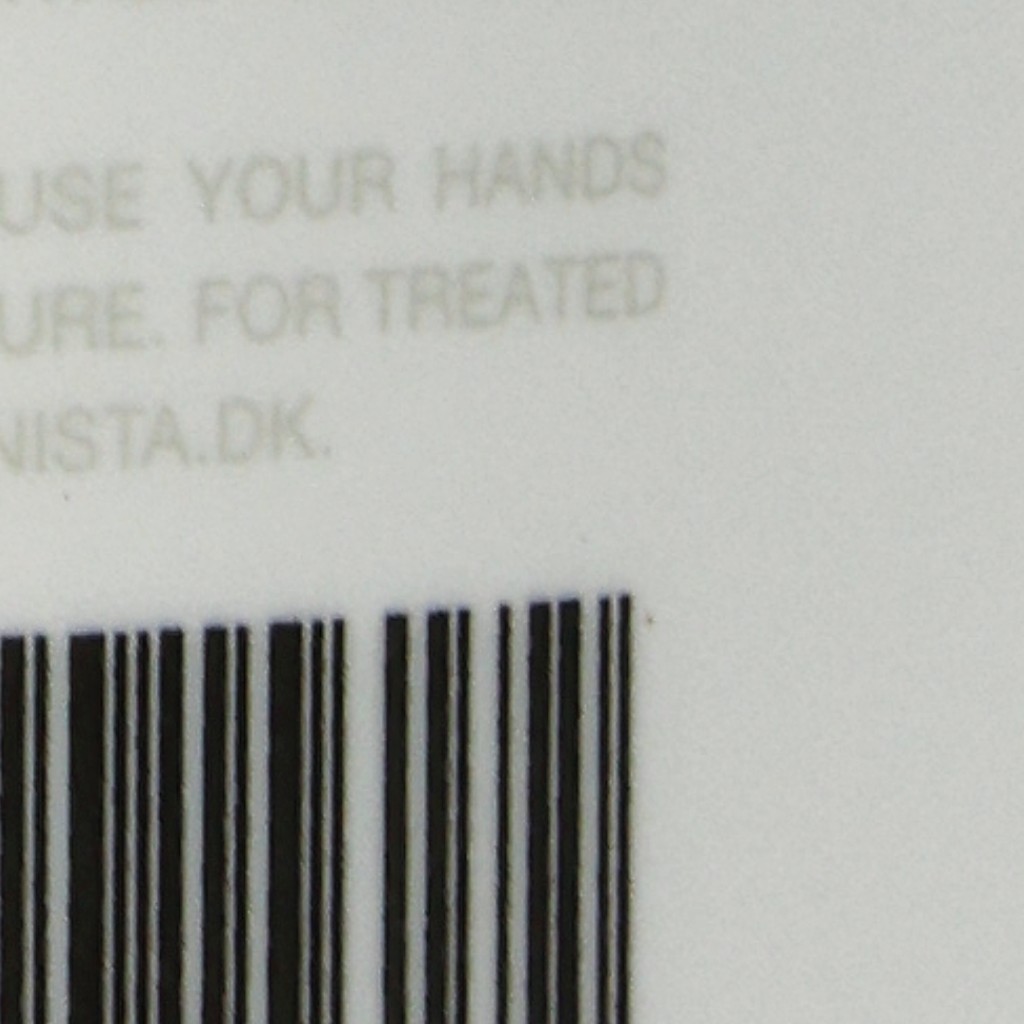 USE YOUR HANDS
URE. FOR TREATED
NISTA.DK.